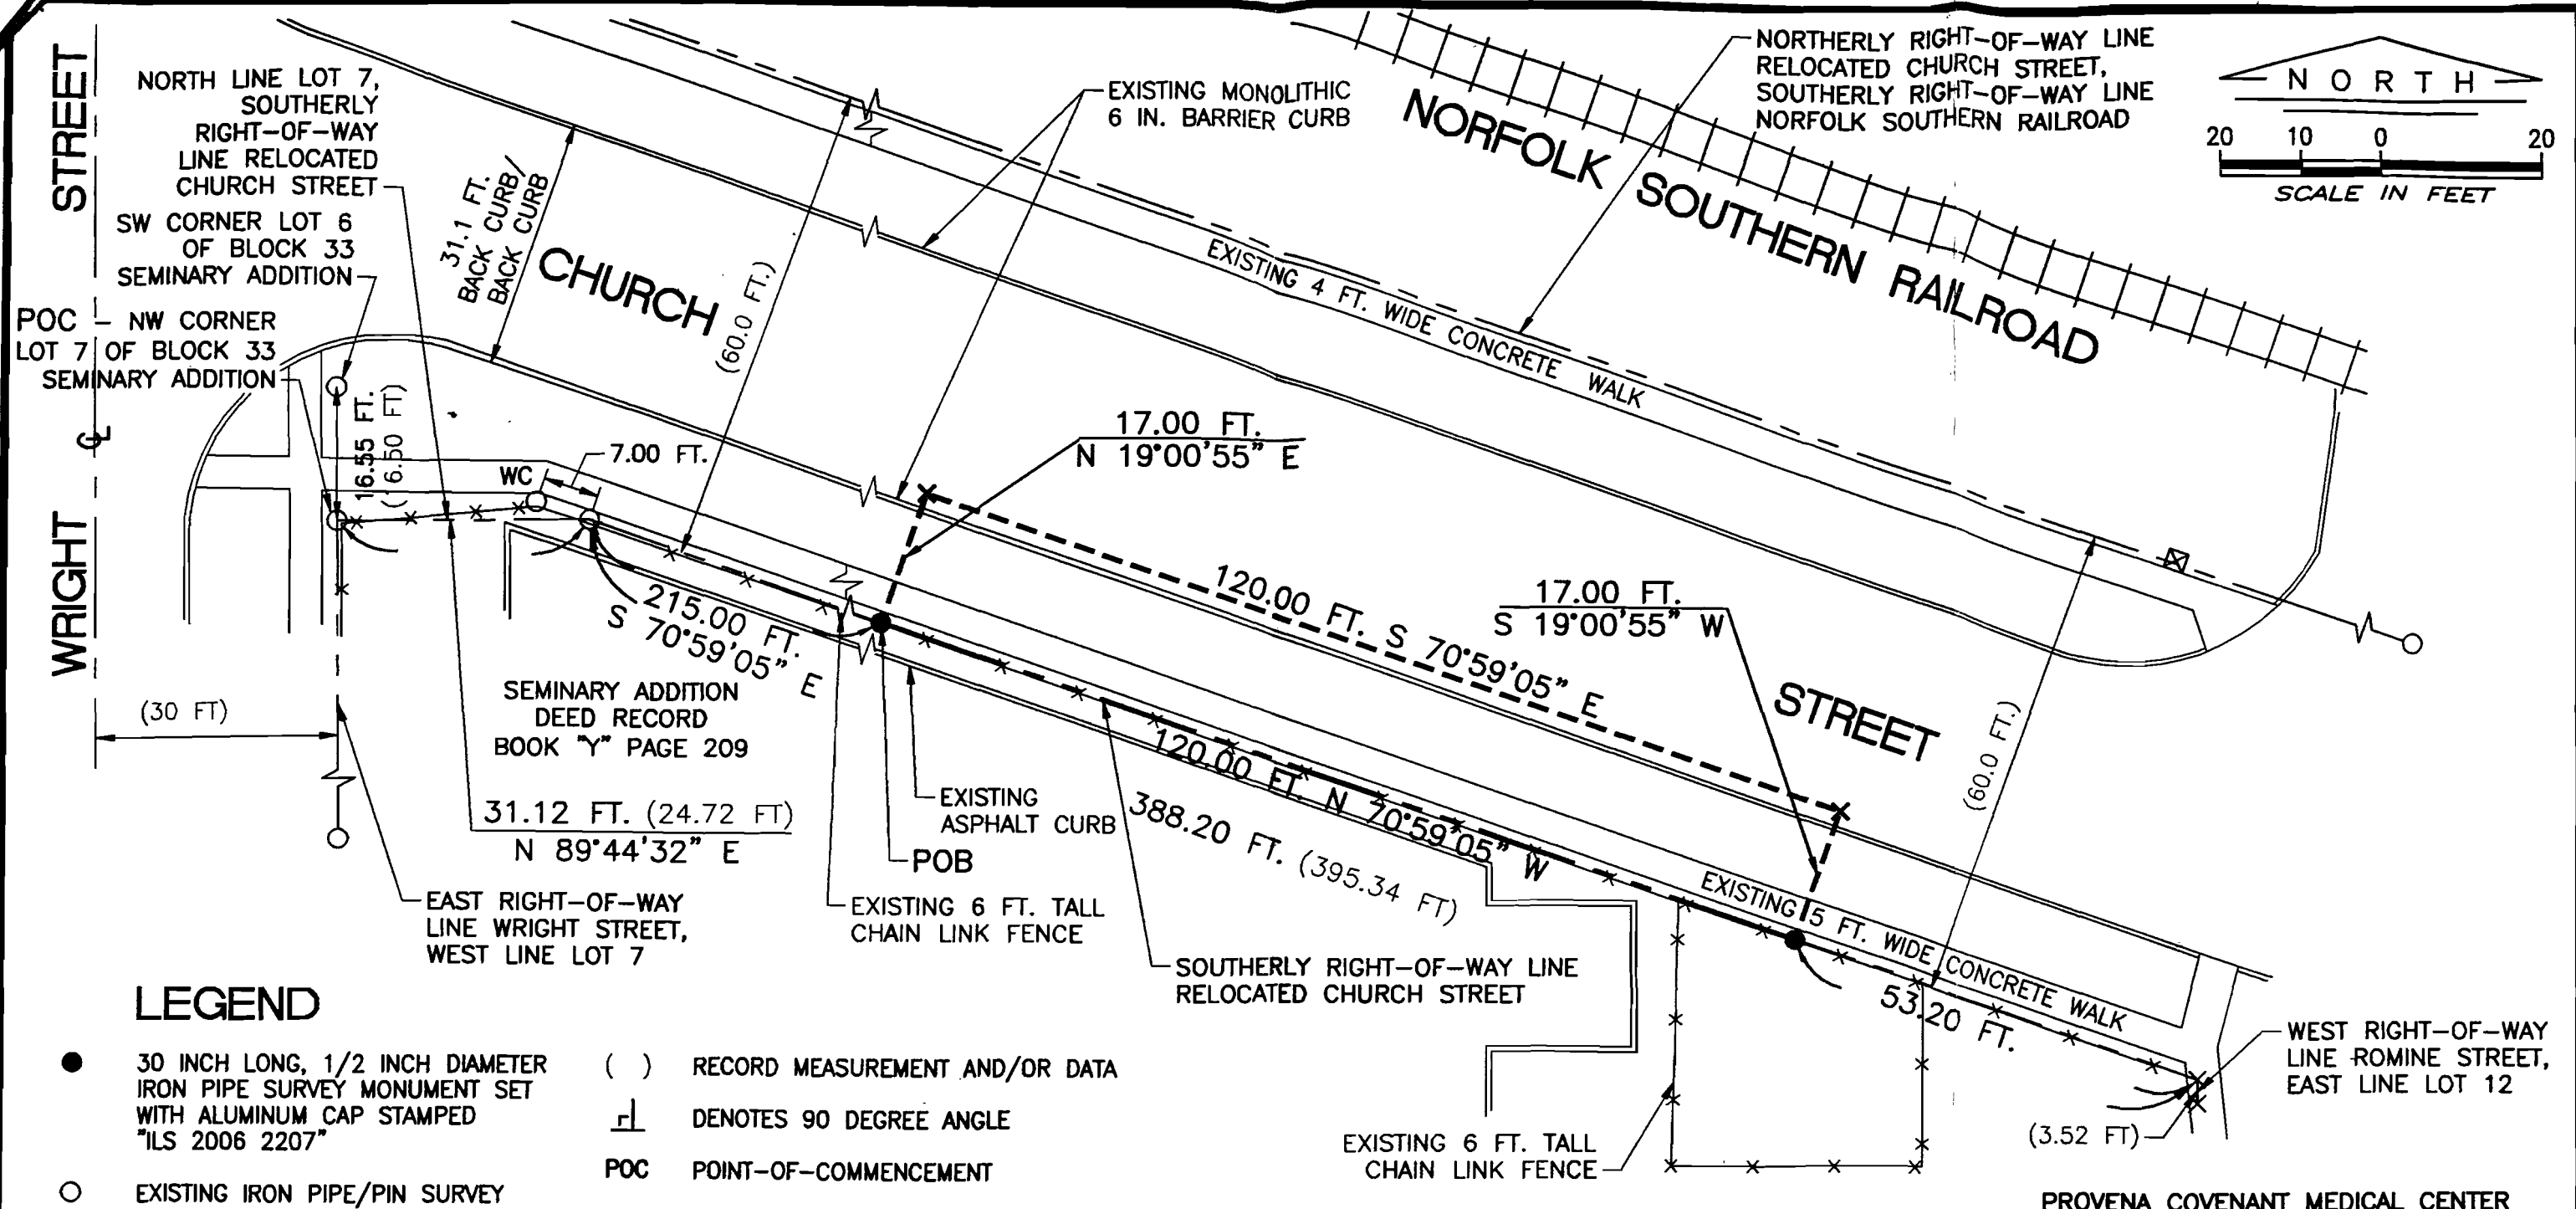 STREET
NORTH LINE LOT 7,
SOUTHERLY
RIGHT-OF-WAY
LINE RELOCATED
CHURCH STREET
SW CORNER LOT 6
OF BLOCK 33
SEMINARY ADDITION
POC - NW CORNER
LOT 7 OF BLOCK 33
SEMINARY ADDITION
31.1 FT.
BACK CURB/
BACK CURB
CHURCH
(60.0 FT.)
EXISTING MONOLITHIC
6 IN. BARRIER CURB
NORTHERLY RIGHT-OF-WAY LINE
RELOCATED CHURCH STREET,
SOUTHERLY RIGHT-OF-WAY LINE
NORFOLK SOUTHERN RAILROAD
NORTH
20 10 0 20
SCALE IN FEET
NORFOLK SOUTHERN RAILROAD
EXISTING 4 FT. WIDE CONCRETE WALK
℄
WRIGHT
16.55 FT.
(16.50 FT)
WC
7.00 FT.
17.00 FT.
N 19°00'55" E
120.00 FT. S 70°59'05" E
17.00 FT.
S 19°00'55" W
STREET
(60.0 FT.)
215.00 FT.
S 70°59'05" E
(30 FT)
SEMINARY ADDITION
DEED RECORD
BOOK "Y" PAGE 209
31.12 FT. (24.72 FT)
N 89°44'32" E
EXISTING
ASPHALT CURB
POB
120.00 FT. N 70°59'05" W
388.20 FT. (395.34 FT)
EXISTING 5 FT. WIDE CONCRETE WALK
53.20 FT.
EAST RIGHT-OF-WAY
LINE WRIGHT STREET,
WEST LINE LOT 7
EXISTING 6 FT. TALL
CHAIN LINK FENCE
SOUTHERLY RIGHT-OF-WAY LINE
RELOCATED CHURCH STREET
WEST RIGHT-OF-WAY
LINE ROMINE STREET,
EAST LINE LOT 12
(3.52 FT)
EXISTING 6 FT. TALL
CHAIN LINK FENCE
LEGEND
30 INCH LONG, 1/2 INCH DIAMETER
IRON PIPE SURVEY MONUMENT SET
WITH ALUMINUM CAP STAMPED
"ILS 2006 2207"
EXISTING IRON PIPE/PIN SURVEY
( ) RECORD MEASUREMENT AND/OR DATA
DENOTES 90 DEGREE ANGLE
POC POINT-OF-COMMENCEMENT
PROVENA COVENANT MEDICAL CENTER